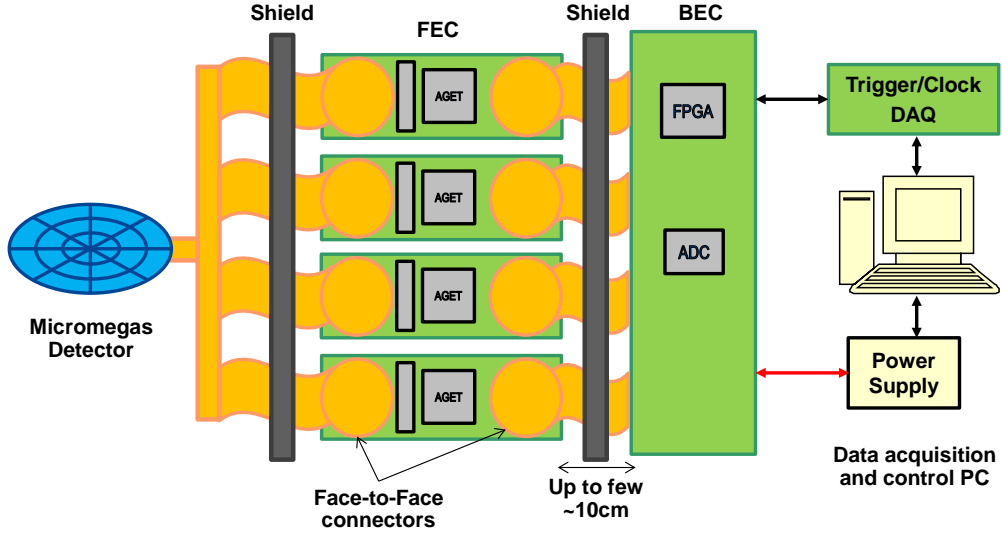 Shield
FEC
Shield
BEC
AGET
FPGA
Trigger/Clock
DAQ
AGET
ADC
AGET
Micromegas
Detector
AGET
Power
Supply
Face-to-Face
connectors
Up to few
~10cm
Data acquisition
and control PC